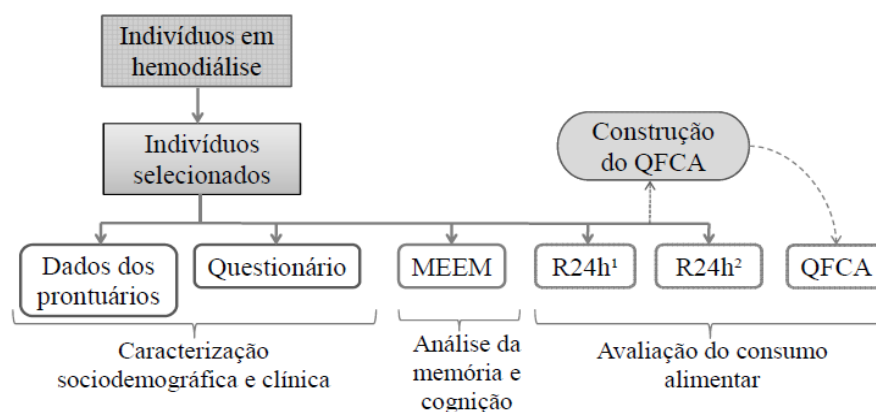 Indivíduos em
hemodiálise
Indivíduos
selecionados
Construção
do QFCA
Dados dos
prontuários
Questionário
MEEM
R24h¹
R24h²
QFCA
Caracterização
sociodemográfica e clínica
Análise da
memória e
cognição
Avaliação do consumo
alimentar